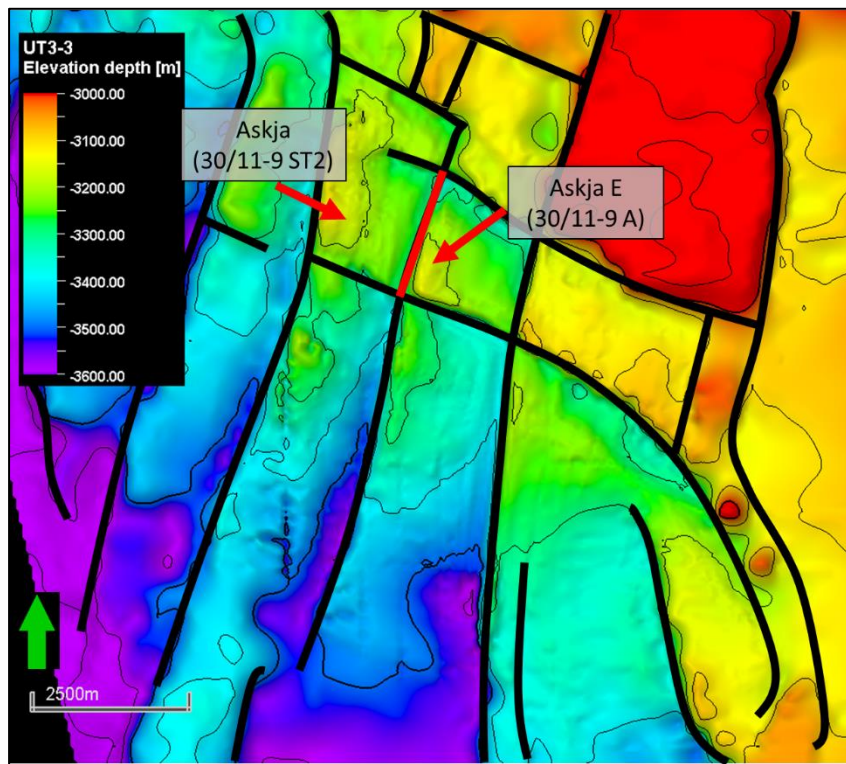 UT3-3
Elevation depth [m]
-3000.00
-3100.00
-3200.00
-3300.00
-3400.00
-3500.00
-3600.00
Askja
(30/11-9 ST2)
Askja E
(30/11-9 A)
2500m